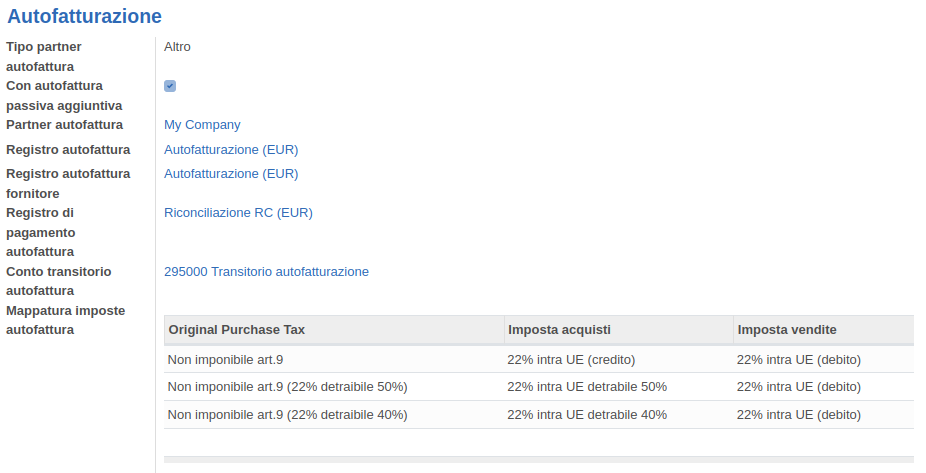 Autofatturazione
Tipo partner
autofattura
Altro
Con autofattura
passiva aggiuntiva
Partner autofattura
My Company
Registro autofattura
Autofatturazione (EUR)
Registro autofattura
fornitore
Autofatturazione (EUR)
Registro di
pagamento
autofattura
Riconciliazione RC (EUR)
Conto transitorio
autofattura
295000 Transitorio autofatturazione
Mappatura imposte
autofattura
Original Purchase Tax Imposta acquisti Imposta vendite
Non imponibile art.9 22% intra UE (credito) 22% intra UE (debito)
Non imponibile art.9 (22% detraibile 50%) 22% intra UE detrabile 50% 22% intra UE (debito)
Non imponibile art.9 (22% detraibile 40%) 22% intra UE detrabile 40% 22% intra UE (debito)